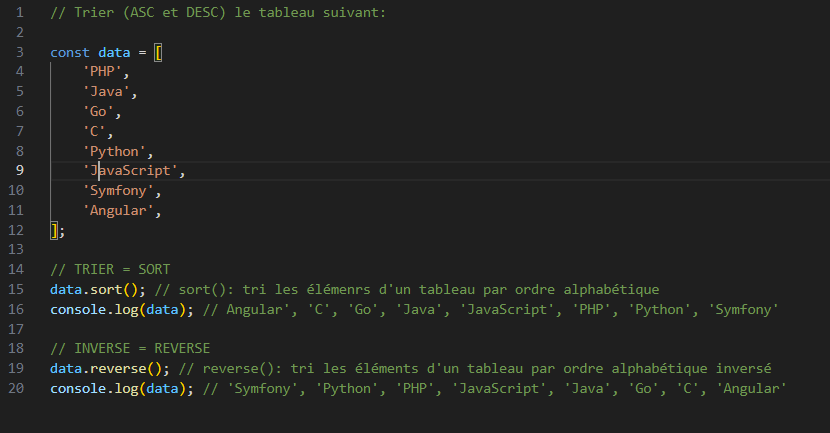 1 // Trier (ASC et DESC) le tableau suivant:
2
3 const data = [
4     'PHP',
5     'Java',
6     'Go',
7     'C',
8     'Python',
9     'JavaScript',
10     'Symfony',
11     'Angular',
12 ];
13
14 // TRIER = SORT
15 data.sort(); // sort(): tri les élémenrs d'un tableau par ordre alphabétique
16 console.log(data); // Angular', 'C', 'Go', 'Java', 'JavaScript', 'PHP', 'Python', 'Symfony'
17
18 // INVERSE = REVERSE
19 data.reverse(); // reverse(): tri les éléments d'un tableau par ordre alphabétique inversé
20 console.log(data); // 'Symfony', 'Python', 'PHP', 'JavaScript', 'Java', 'Go', 'C', 'Angular'